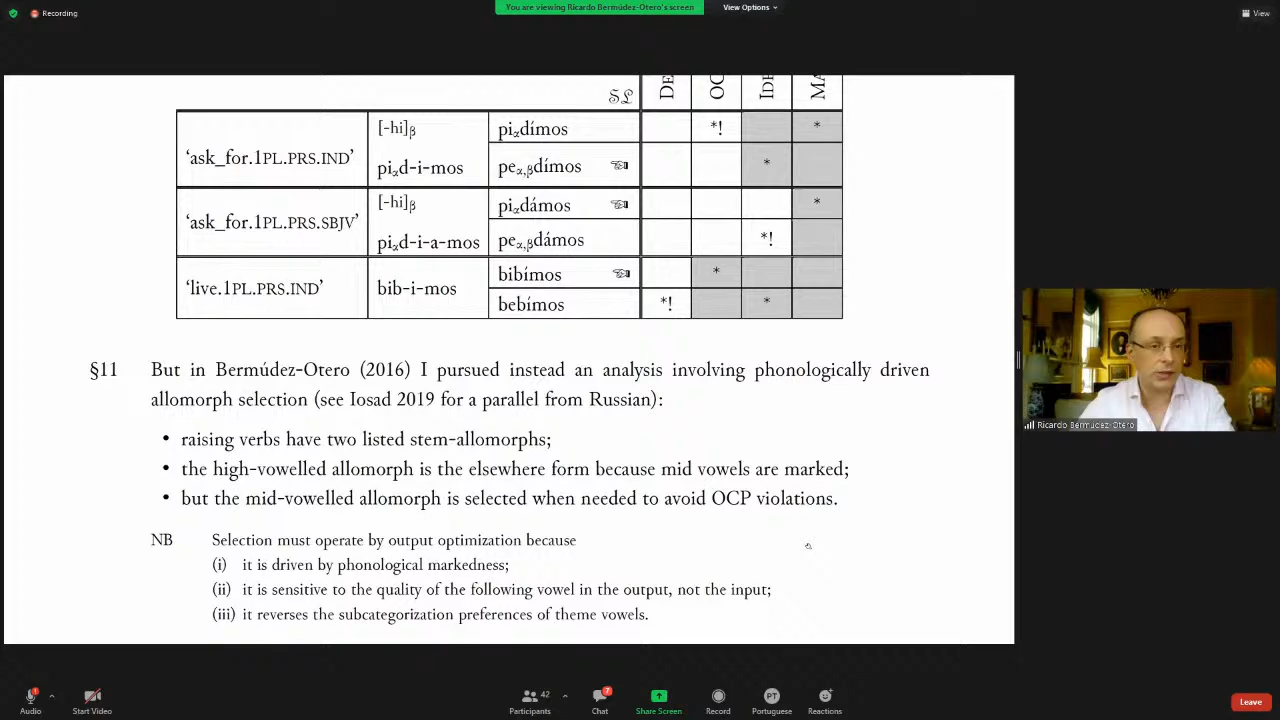 You are viewing Ricardo Bermúdez-Otero's screen
View Options
Recording
View
𝒮ℒ
DE
OC
IDE
MA
'ask_for.1PL.PRS.IND'
[-hi]β
piαd-i-mos
piαdímos
*!
*
peα,βdímos ☜
*
'ask_for.1PL.PRS.SBJV'
[-hi]β
piαd-i-a-mos
piαdámos ☜
*
peα,βdámos
*!
'live.1PL.PRS.IND'
bib-i-mos
bibímos ☜
*
bebímos
*!
*
§11 But in Bermúdez-Otero (2016) I pursued instead an analysis involving phonologically driven
allomorph selection (see Iosad 2019 for a parallel from Russian):
• raising verbs have two listed stem-allomorphs;
• the high-vowelled allomorph is the elsewhere form because mid vowels are marked;
• but the mid-vowelled allomorph is selected when needed to avoid OCP violations.
NB Selection must operate by output optimization because
(i) it is driven by phonological markedness;
(ii) it is sensitive to the quality of the following vowel in the output, not the input;
(iii) it reverses the subcategorization preferences of theme vowels.
Ricardo Bermúdez-Otero
1
Audio
Start Video
42
Participants
7
Chat
Share Screen
Record
PT
Portuguese
Reactions
Leave